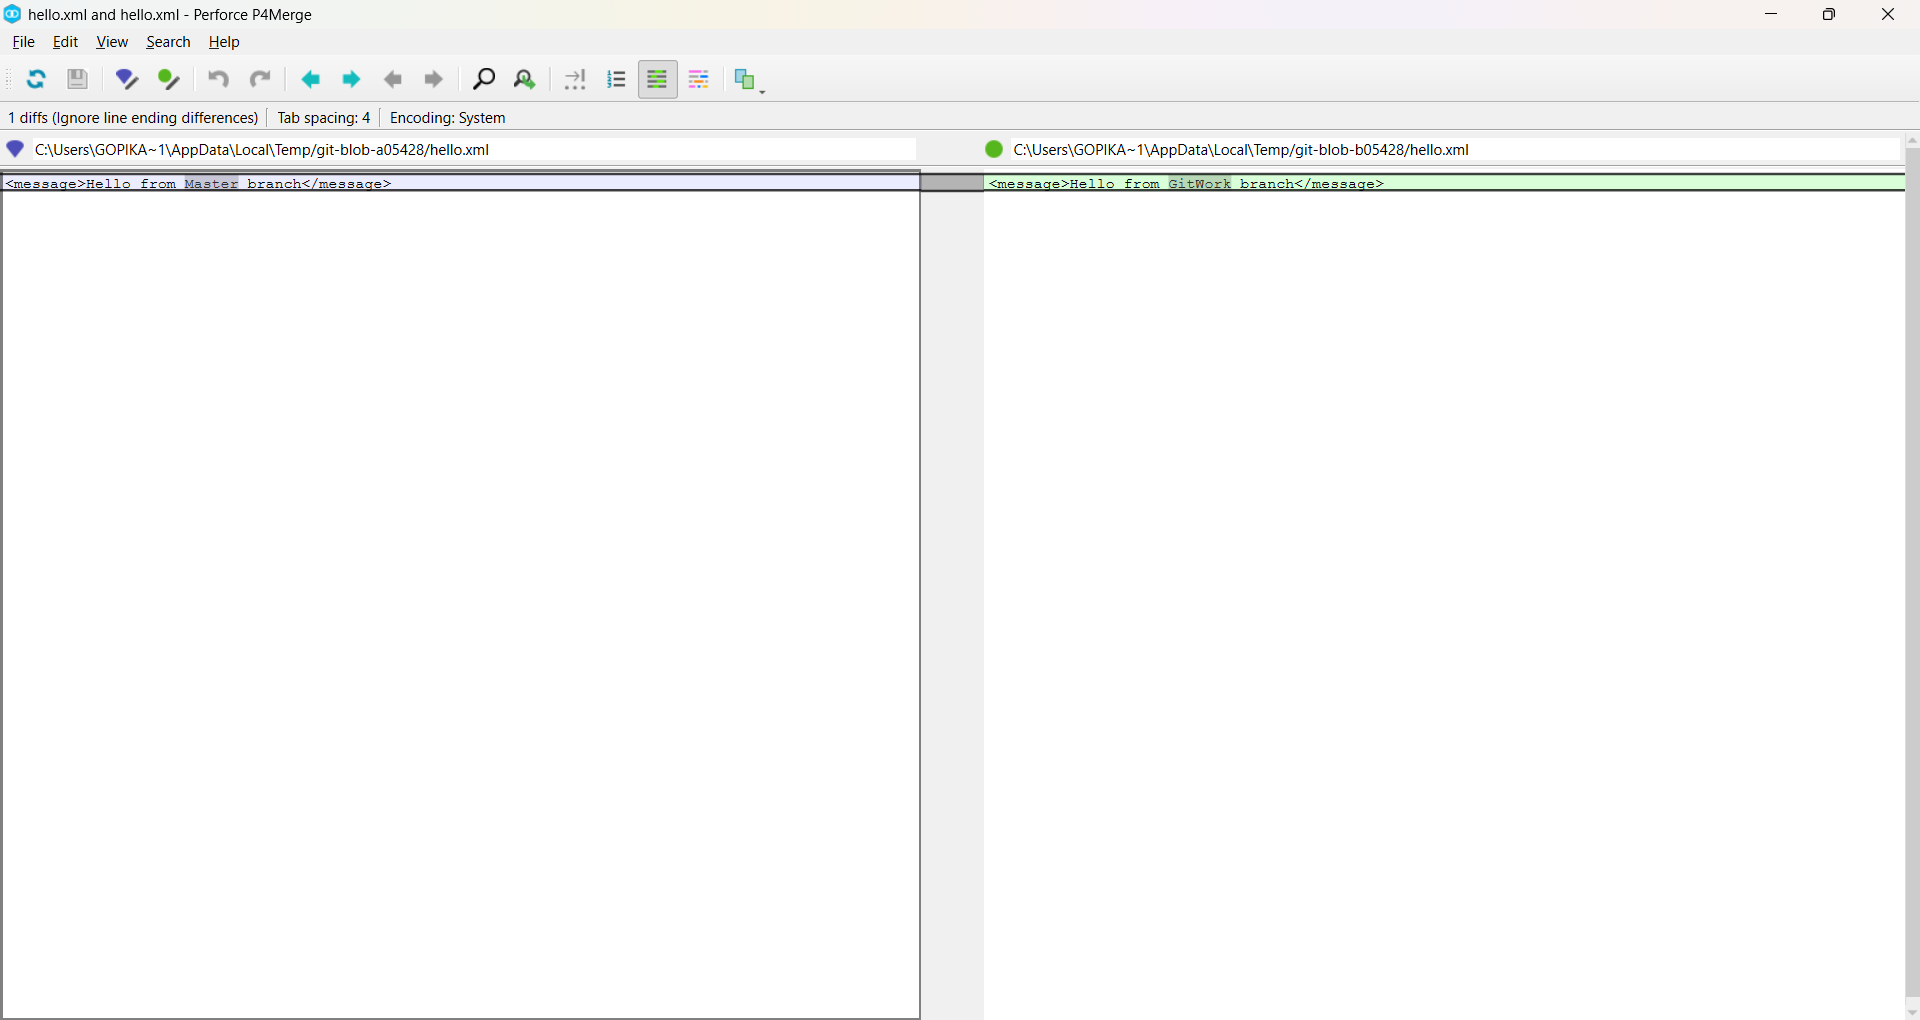 hello.xml and hello.xml - Perforce P4Merge
File Edit View Search Help
1 diffs (Ignore line ending differences) Tab spacing: 4 Encoding: System
C:\Users\GOPIKA~1\AppData\Local\Temp/git-blob-a05428/hello.xml
C:\Users\GOPIKA~1\AppData\Local\Temp/git-blob-b05428/hello.xml
<message>Hello from Master branch</message>
<message>Hello from GitWork branch</message>